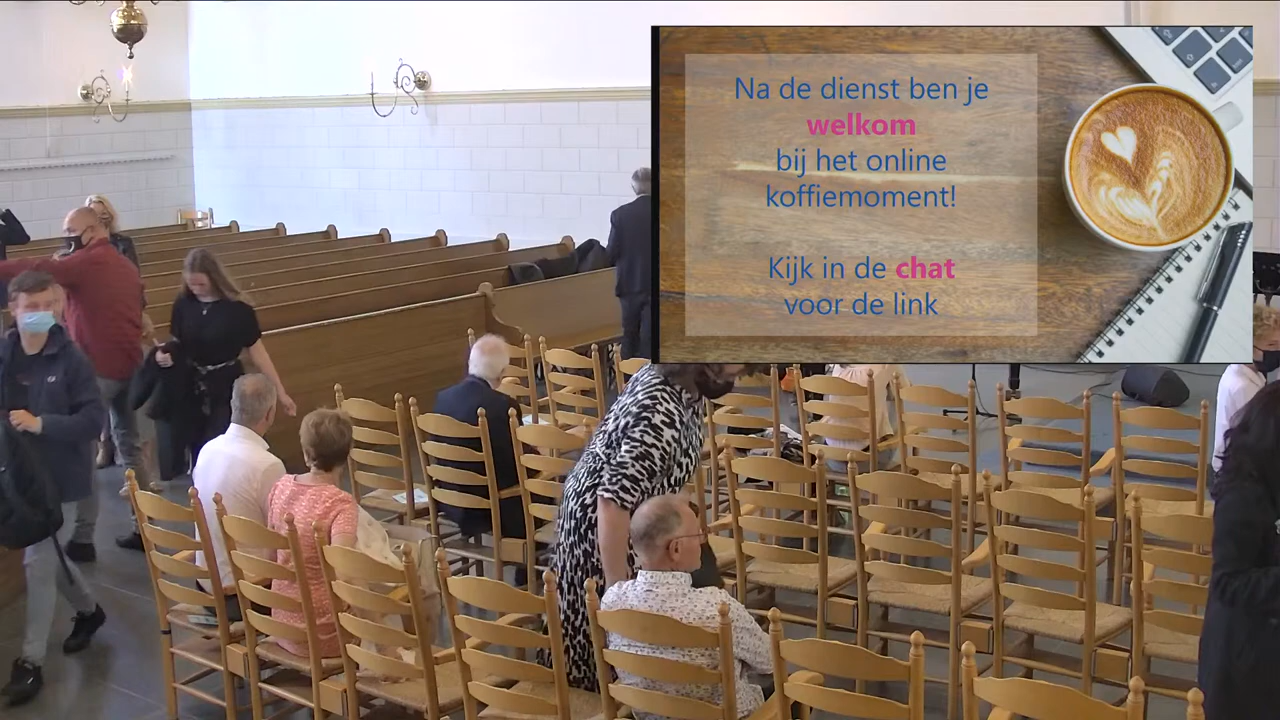 Na de dienst ben je
welkom
bij het online
koffiemoment!
Kijk in de chat
voor de link